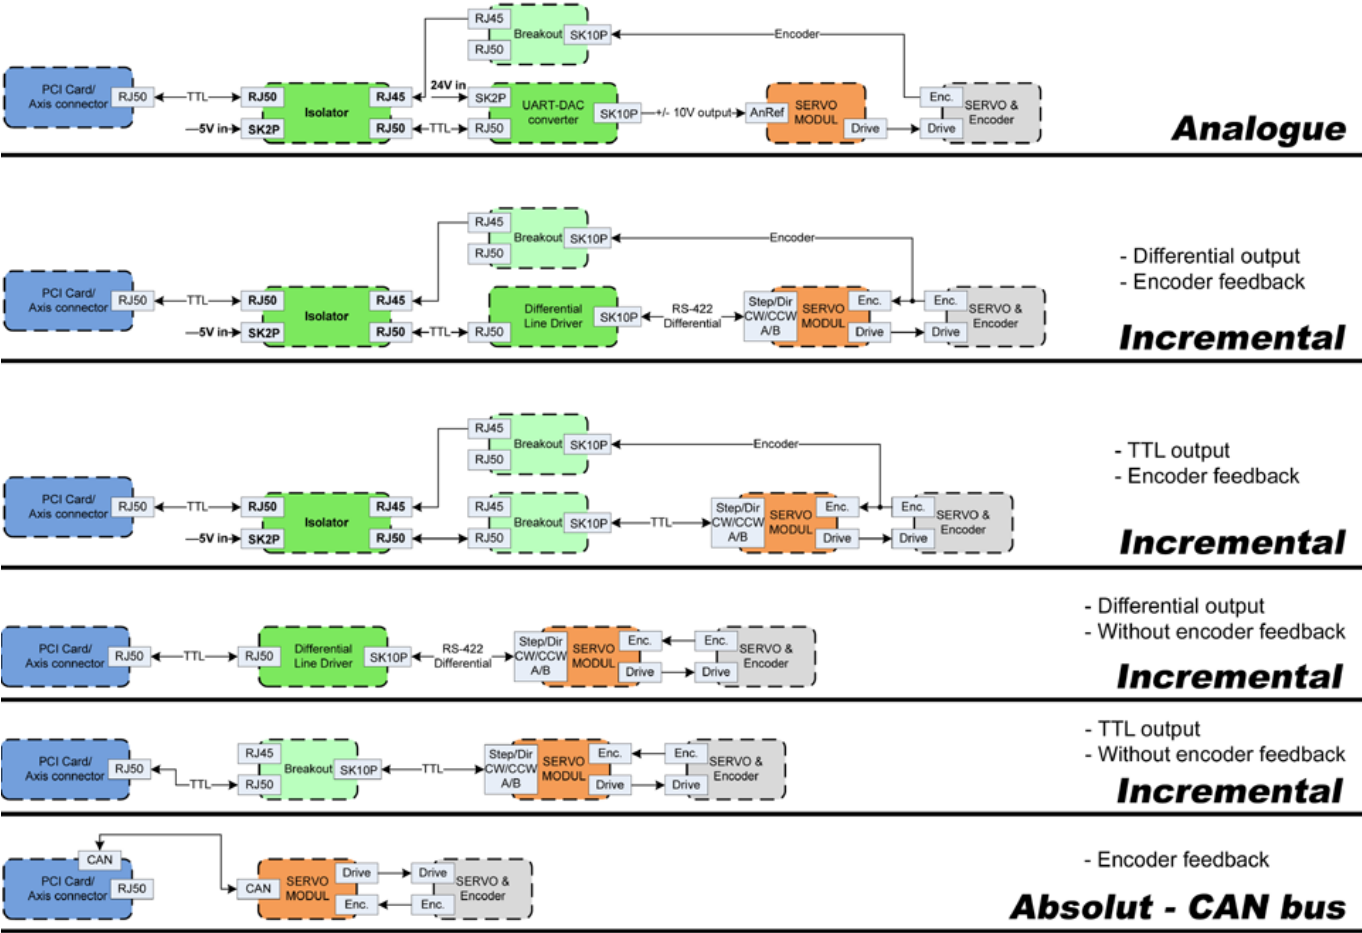 RJ45
Breakout
SK10P
Encoder
RJ50
PCI Card/
Axis connector
RJ50
TTL
RJ50
Isolator
RJ45
24V in
SK2P
UART-DAC
converter
SK10P
+/- 10V output
AnRef
SERVO
MODUL
Enc.
SERVO &
Encoder
5V in
SK2P
RJ50
TTL
RJ50
Drive
Drive
Analogue
RJ45
Breakout
SK10P
Encoder
RJ50
- Differential output
- Encoder feedback
PCI Card/
Axis connector
RJ50
TTL
RJ50
Isolator
RJ45
Differential
Line Driver
SK10P
RS-422
Differential
Step/Dir
CW/CCW
A/B
SERVO
MODUL
Enc.
Enc.
SERVO &
Encoder
5V in
SK2P
RJ50
TTL
RJ50
Drive
Drive
Incremental
RJ45
Breakout
SK10P
Encoder
RJ50
- TTL output
- Encoder feedback
PCI Card/
Axis connector
RJ50
TTL
RJ50
Isolator
RJ45
RJ45
Breakout
SK10P
TTL
Step/Dir
CW/CCW
A/B
SERVO
MODUL
Enc.
Enc.
SERVO &
Encoder
5V in
SK2P
RJ50
RJ50
Drive
Drive
Incremental
- Differential output
- Without encoder feedback
PCI Card/
Axis connector
RJ50
TTL
RJ50
Differential
Line Driver
SK10P
RS-422
Differential
Step/Dir
CW/CCW
A/B
SERVO
MODUL
Enc.
Drive
Enc.
Drive
SERVO &
Encoder
Incremental
- TTL output
- Without encoder feedback
PCI Card/
Axis connector
RJ50
TTL
RJ45
RJ50
Breakout
SK10P
TTL
Step/Dir
CW/CCW
A/B
SERVO
MODUL
Enc.
Drive
Enc.
Drive
SERVO &
Encoder
Incremental
CAN
PCI Card/
Axis connector
RJ50
CAN
SERVO
MODUL
Drive
Enc.
Drive
Enc.
SERVO &
Encoder
- Encoder feedback
Absolut - CAN bus